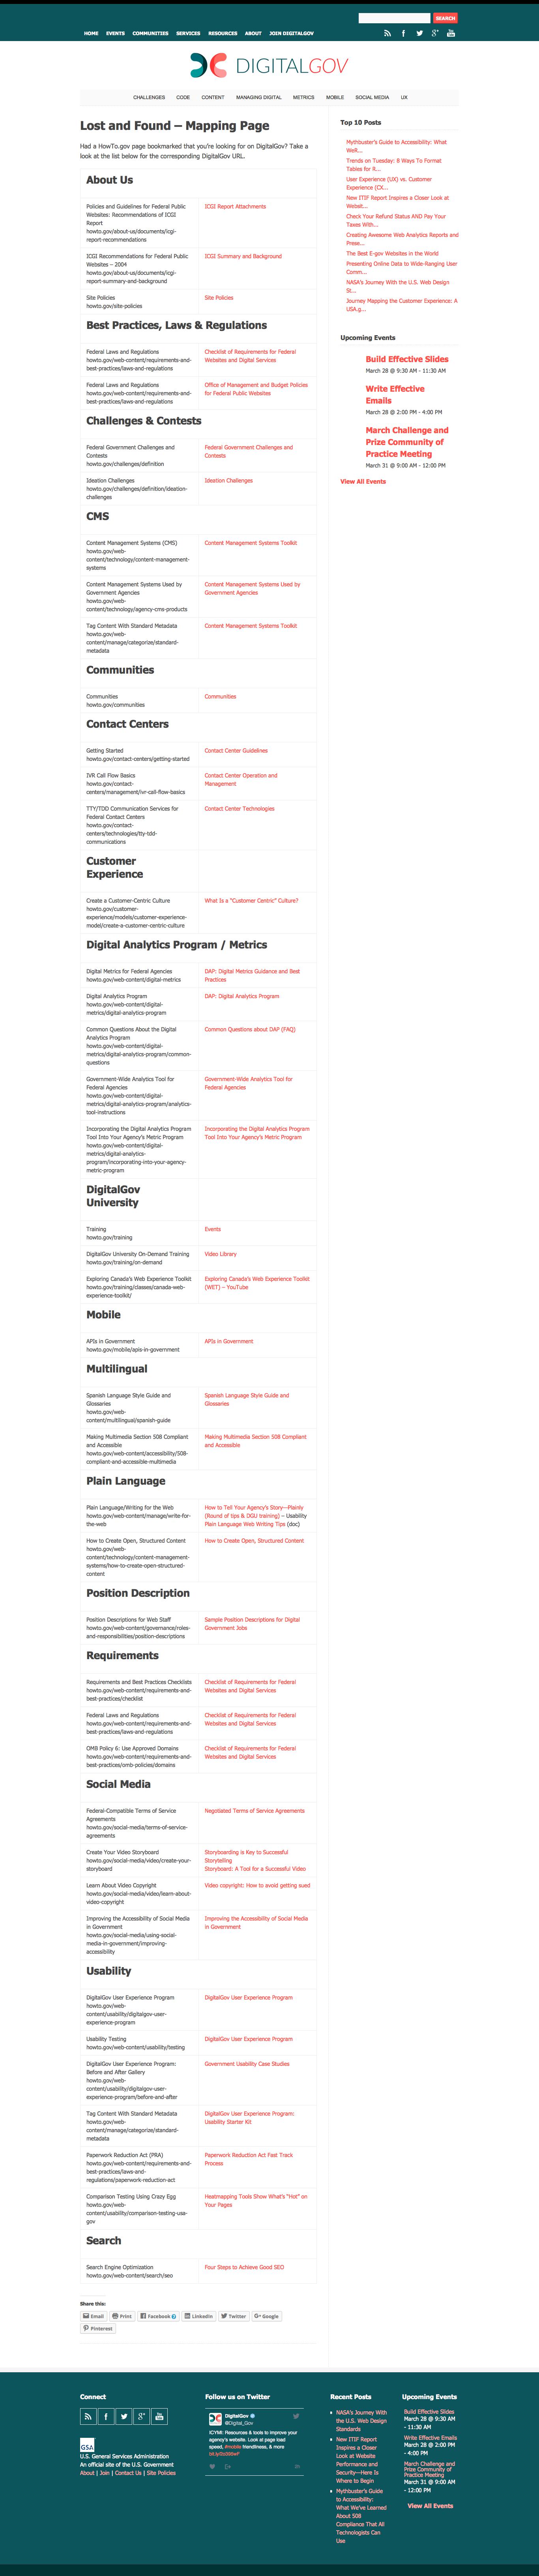 SEARCH
HOME EVENTS COMMUNITIES SERVICES RESOURCES ABOUT JOIN DIGITALGOV
DIGITALGOV
CHALLENGES CODE CONTENT MANAGING DIGITAL METRICS MOBILE SOCIAL MEDIA UX
Lost and Found – Mapping Page
Had a HowTo.gov page bookmarked that you're looking for on DigitalGov? Take a
look at the list below for the corresponding DigitalGov URL.
About Us
Policies and Guidelines for Federal Public
Websites: Recommendations of ICGI
Report
howto.gov/about-us/documents/icgi-
report-recommendations
ICGI Report Attachments
ICGI Recommendations for Federal Public
Websites – 2004
howto.gov/about-us/documents/icgi-
report-summary-and-background
ICGI Summary and Background
Site Policies
howto.gov/site-policies
Site Policies
Best Practices, Laws & Regulations
Federal Laws and Regulations
howto.gov/web-content/requirements-and-
best-practices/laws-and-regulations
Checklist of Requirements for Federal
Websites and Digital Services
Federal Laws and Regulations
howto.gov/web-content/requirements-and-
best-practices/laws-and-regulations
Office of Management and Budget Policies
for Federal Public Websites
Challenges & Contests
Federal Government Challenges and
Contests
howto.gov/challenges/definition
Federal Government Challenges and
Contests
Ideation Challenges
howto.gov/challenges/definition/ideation-
challenges
Ideation Challenges
CMS
Content Management Systems (CMS)
howto.gov/web-
content/technology/content-management-
systems
Content Management Systems Toolkit
Content Management Systems Used by
Government Agencies
howto.gov/web-
content/technology/agency-cms-products
Content Management Systems Used by
Government Agencies
Tag Content With Standard Metadata
howto.gov/web-
content/manage/categorize/standard-
metadata
Content Management Systems Toolkit
Communities
Communities
howto.gov/communities
Communities
Contact Centers
Getting Started
howto.gov/contact-centers/getting-started
Contact Center Guidelines
IVR Call Flow Basics
howto.gov/contact-
centers/management/ivr-call-flow-basics
Contact Center Operation and
Management
TTY/TDD Communication Services for
Federal Contact Centers
howto.gov/contact-
centers/technologies/tty-tdd-
communications
Contact Center Technologies
Customer
Experience
Create a Customer-Centric Culture
howto.gov/customer-
experience/models/customer-experience-
model/create-a-customer-centric-culture
What Is a "Customer Centric" Culture?
Digital Analytics Program / Metrics
Digital Metrics for Federal Agencies
howto.gov/web-content/digital-metrics
DAP: Digital Metrics Guidance and Best
Practices
Digital Analytics Program
howto.gov/web-content/digital-
metrics/digital-analytics-program
DAP: Digital Analytics Program
Common Questions About the Digital
Analytics Program
howto.gov/web-content/digital-
metrics/digital-analytics-program/common-
questions
Common Questions about DAP (FAQ)
Government-Wide Analytics Tool for
Federal Agencies
howto.gov/web-content/digital-
metrics/digital-analytics-program/analytics-
tool-instructions
Government-Wide Analytics Tool for
Federal Agencies
Incorporating the Digital Analytics Program
Tool Into Your Agency's Metric Program
howto.gov/web-content/digital-
metrics/digital-analytics-
program/incorporating-into-your-agency-
metric-program
Incorporating the Digital Analytics Program
Tool Into Your Agency's Metric Program
DigitalGov
University
Training
howto.gov/training
Events
DigitalGov University On-Demand Training
howto.gov/training/on-demand
Video Library
Exploring Canada's Web Experience Toolkit
howto.gov/training/classes/canada-web-
experience-toolkit/
Exploring Canada's Web Experience Toolkit
(WET) – YouTube
Mobile
APIs in Government
howto.gov/mobile/apis-in-government
APIs in Government
Multilingual
Spanish Language Style Guide and
Glossaries
howto.gov/web-
content/multilingual/spanish-guide
Spanish Language Style Guide and
Glossaries
Making Multimedia Section 508 Compliant
and Accessible
howto.gov/web-content/accessibility/508-
compliant-and-accessible-multimedia
Making Multimedia Section 508 Compliant
and Accessible
Plain Language
Plain Language/Writing for the Web
howto.gov/web-content/manage/write-for-
the-web
How to Tell Your Agency's Story—Plainly
(Round of tips & DGU training) – Usability
Plain Language Web Writing Tips (doc)
How to Create Open, Structured Content
howto.gov/web-
content/technology/content-management-
systems/how-to-create-open-structured-
content
How to Create Open, Structured Content
Position Description
Position Descriptions for Web Staff
howto.gov/web-content/governance/roles-
and-responsibilities/position-descriptions
Sample Position Descriptions for Digital
Government Jobs
Requirements
Requirements and Best Practices Checklists
howto.gov/web-content/requirements-and-
best-practices/checklist
Checklist of Requirements for Federal
Websites and Digital Services
Federal Laws and Regulations
howto.gov/web-content/requirements-and-
best-practices/laws-and-regulations
Checklist of Requirements for Federal
Websites and Digital Services
OMB Policy 6: Use Approved Domains
howto.gov/web-content/requirements-and-
best-practices/omb-policies/domains
Checklist of Requirements for Federal
Websites and Digital Services
Social Media
Federal-Compatible Terms of Service
Agreements
howto.gov/social-media/terms-of-service-
agreements
Negotiated Terms of Service Agreements
Create Your Video Storyboard
howto.gov/social-media/video/create-your-
storyboard
Storyboarding is Key to Successful
Storytelling
Storyboard: A Tool for a Successful Video
Learn About Video Copyright
howto.gov/social-media/video/learn-about-
video-copyright
Video copyright: How to avoid getting sued
Improving the Accessibility of Social Media
in Government
howto.gov/social-media/using-social-
media-in-government/improving-
accessibility
Improving the Accessibility of Social Media
in Government
Usability
DigitalGov User Experience Program
howto.gov/web-
content/usability/digitalgov-user-
experience-program
DigitalGov User Experience Program
Usability Testing
howto.gov/web-content/usability/testing
DigitalGov User Experience Program
DigitalGov User Experience Program:
Before and After Gallery
howto.gov/web-
content/usability/digitalgov-user-
experience-program/before-and-after
Government Usability Case Studies
Tag Content With Standard Metadata
howto.gov/web-
content/manage/categorize/standard-
metadata
DigitalGov User Experience Program:
Usability Starter Kit
Paperwork Reduction Act (PRA)
howto.gov/web-content/requirements-and-
best-practices/laws-and-
regulations/paperwork-reduction-act
Paperwork Reduction Act Fast Track
Process
Comparison Testing Using Crazy Egg
howto.gov/web-
content/usability/comparison-testing-usa-
gov
Heatmapping Tools Show What's "Hot" on
Your Pages
Search
Search Engine Optimization
howto.gov/web-content/search/seo
Four Steps to Achieve Good SEO
Share this:
Email Print Facebook LinkedIn Twitter Google
Pinterest
Top 10 Posts
Mythbuster's Guide to Accessibility: What
WeR...
Trends on Tuesday: 8 Ways To Format
Tables for R...
User Experience (UX) vs. Customer
Experience (CX...
New ITIF Report Inspires a Closer Look at
Websit...
Check Your Refund Status AND Pay Your
Taxes With...
Creating Awesome Web Analytics Reports and
Prese...
The Best E-gov Websites in the World
Presenting Online Data to Wide-Ranging User
Comm...
NASA's Journey With the U.S. Web Design
St...
Journey Mapping the Customer Experience: A
USA.g...
Upcoming Events
Build Effective Slides
March 28 @ 9:30 AM - 11:30 AM
Write Effective
Emails
March 28 @ 2:00 PM - 4:00 PM
March Challenge and
Prize Community of
Practice Meeting
March 31 @ 9:00 AM - 12:00 PM
View All Events
Connect
GSA
U.S. General Services Administration
An official site of the U.S. Government
About | Join | Contact Us | Site Policies
Follow us on Twitter
DigitalGov
@Digital_Gov
ICYMI: Resources & tools to improve your
agency's website. Look at page load
speed, #mobile friendliness, & more
Recent Posts
NASA's Journey With
the U.S. Web Design
Standards
New ITIF Report
Inspires a Closer
Look at Website
Performance and
Security—Here Is
Where to Begin
Mythbuster's Guide
to Accessibility:
What We've Learned
About 508
Compliance That All
Technologists Can
Use
Upcoming Events
Build Effective Slides
March 28 @ 9:30 AM
- 11:30 AM
Write Effective Emails
March 28 @ 2:00 PM
- 4:00 PM
March Challenge and
Prize Community of
Practice Meeting
March 31 @ 9:00 AM
- 12:00 PM
View All Events